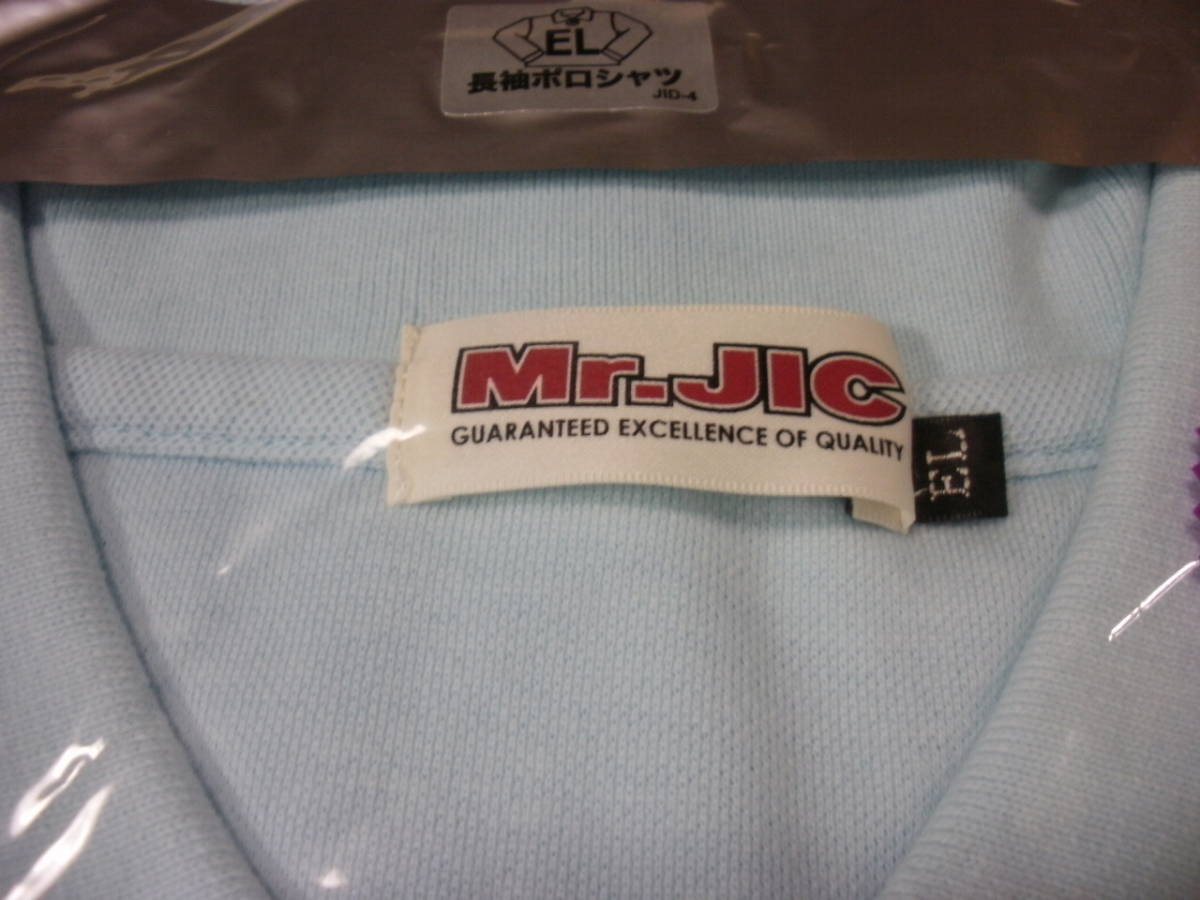 EL
長袖ポロシャツ
JID-4
Mr.JIC
GUARANTEED EXCELLENCE OF QUALITY
EL